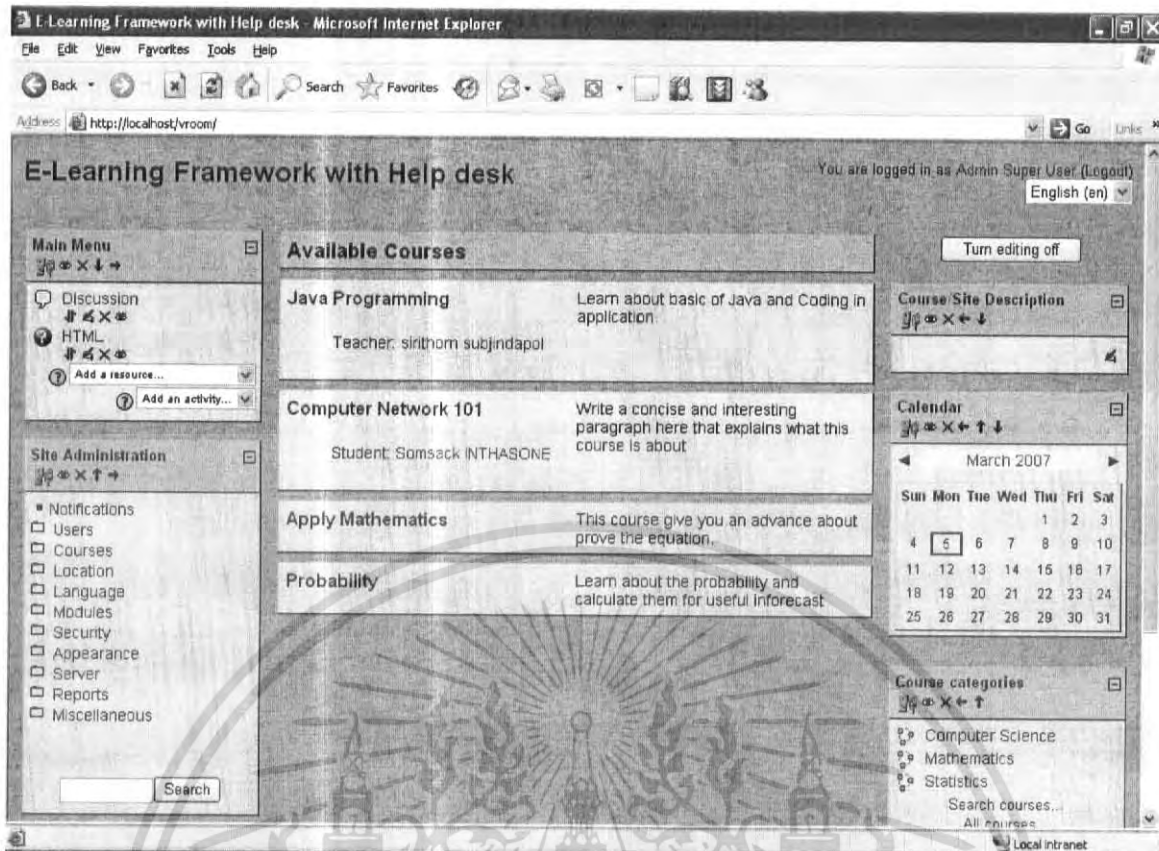 E-Learning Framework with Help desk - Microsoft Internet Explorer
File Edit View Favorites Tools Help
Back Search Favorites
Address http://localhost/vroom/ Go Links
E-Learning Framework with Help desk
You are logged in as Admin Super User (Logout)
English (en)
Main Menu
Discussion
HTML
Add a resource...
Add an activity...
Site Administration
Notifications
Users
Courses
Location
Language
Modules
Security
Appearance
Server
Reports
Miscellaneous
Search
Available Courses
Java Programming
Learn about basic of Java and Coding in
application
Teacher: sirithorn subjindapol
Computer Network 101
Write a concise and interesting
paragraph here that explains what this
course is about
Student: Somsack INTHASONE
Apply Mathematics
This course give you an advance about
prove the equation.
Probability
Learn about the probability and
calculate them for useful inforecast
Turn editing off
Course/Site Description
Calendar
March 2007
Sun Mon Tue Wed Thu Fri Sat
1 2 3
4 5 6 7 8 9 10
11 12 13 14 15 16 17
18 19 20 21 22 23 24
25 26 27 28 29 30 31
Course categories
Computer Science
Mathematics
Statistics
Search courses...
All courses
Local intranet